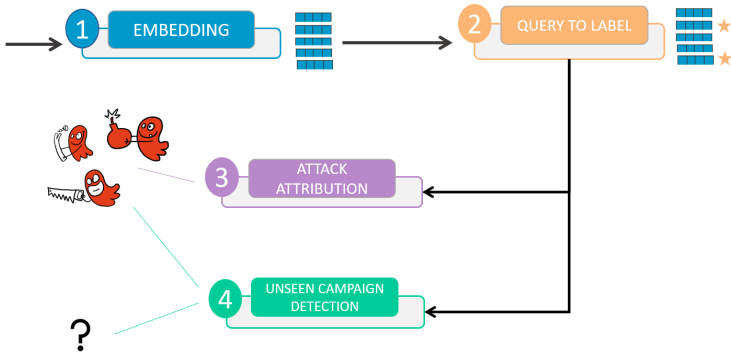 1
EMBEDDING
2
QUERY TO LABEL
3
ATTACK
ATTRIBUTION
4
UNSEEN CAMPAIGN
DETECTION
?